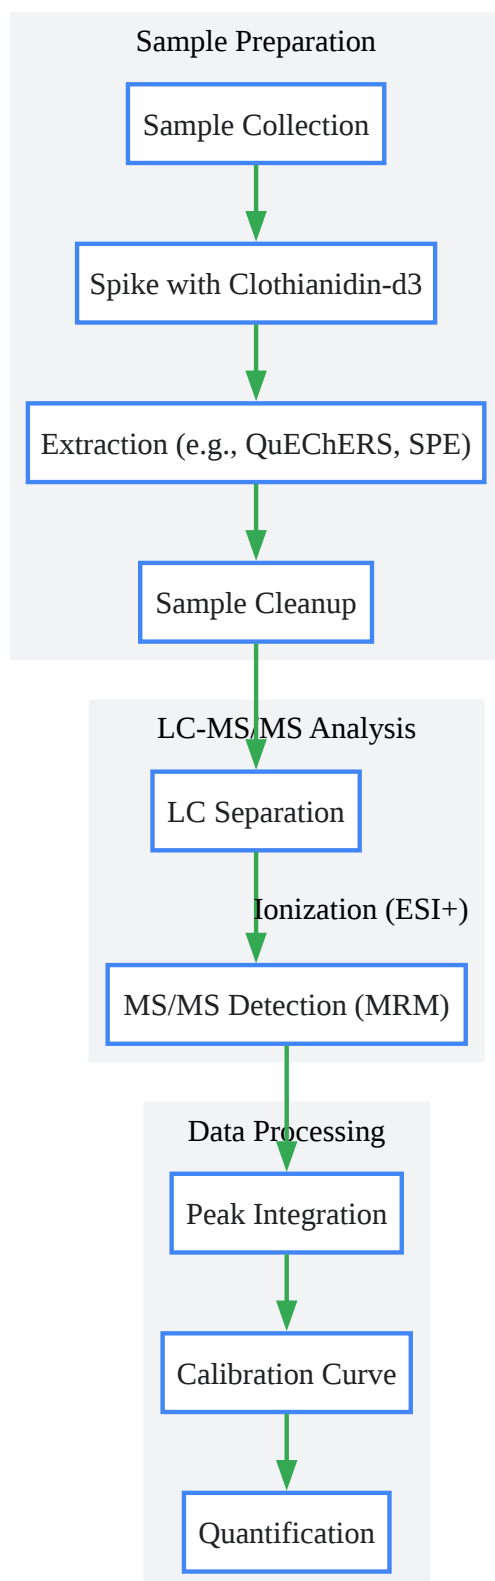 Sample Preparation
Sample Collection
Spike with Clothianidin-d3
Extraction (e.g., QuEChERS, SPE)
Sample Cleanup
LC-MS/MS Analysis
LC Separation
Ionization (ESI+)
MS/MS Detection (MRM)
Data Processing
Peak Integration
Calibration Curve
Quantification